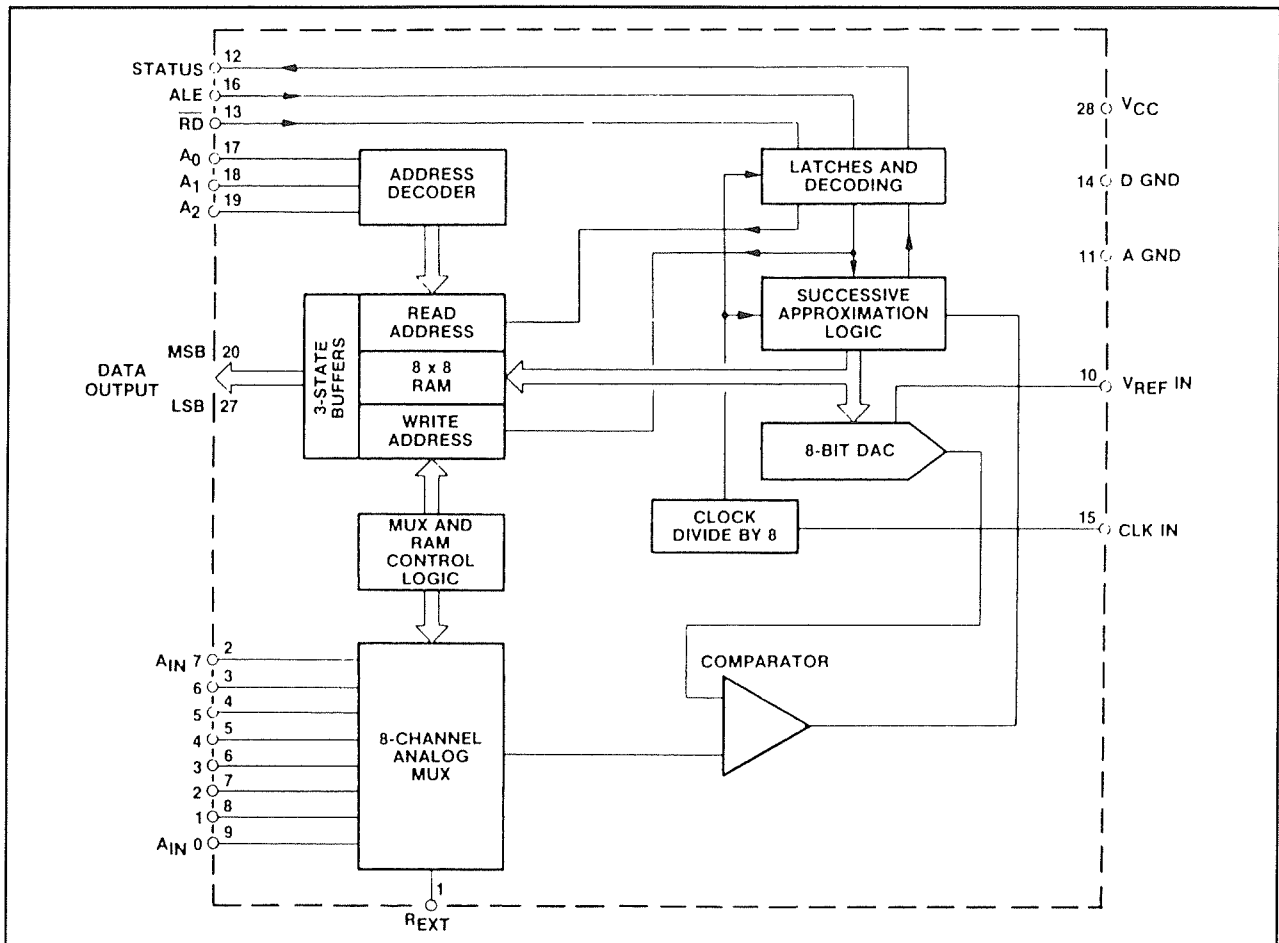 STATUS 12
ALE 16
RD 13
A0 17
A1 18
A2 19
ADDRESS
DECODER
LATCHES AND
DECODING
28 VCC
14 D GND
11 A GND
READ
ADDRESS
8 x 8
RAM
WRITE
ADDRESS
3-STATE
BUFFERS
SUCCESSIVE
APPROXIMATION
LOGIC
DATA
OUTPUT
MSB 20
LSB 27
10 VREF IN
8-BIT DAC
CLOCK
DIVIDE BY 8
15 CLK IN
MUX AND
RAM
CONTROL
LOGIC
AIN 7 2
6 3
5 4
4 5
3 6
2 7
1 8
AIN 0 9
8-CHANNEL
ANALOG
MUX
COMPARATOR
1
REXT